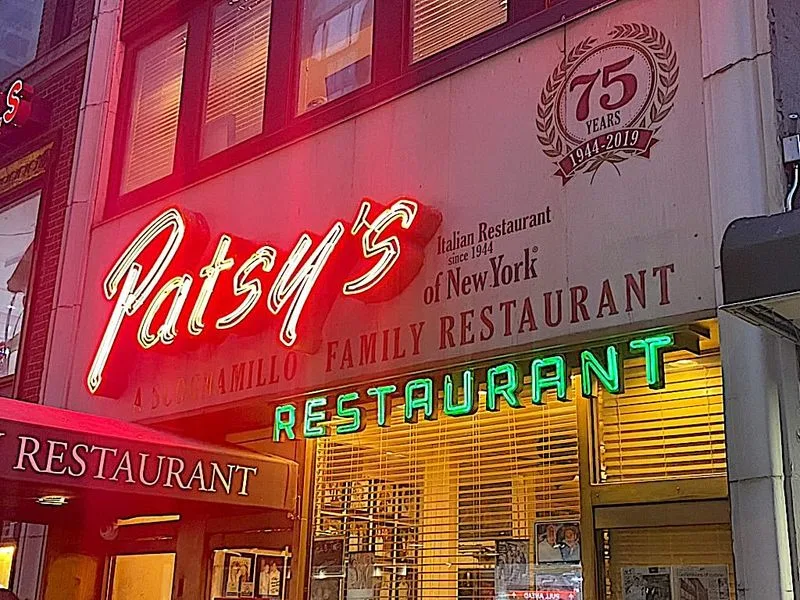 75
YEARS
1944-2019
Patsy's
Italian Restaurant
since 1944
of New York®
A SCOGNAMILLO FAMILY RESTAURANT
RESTAURANT
RESTAURANT